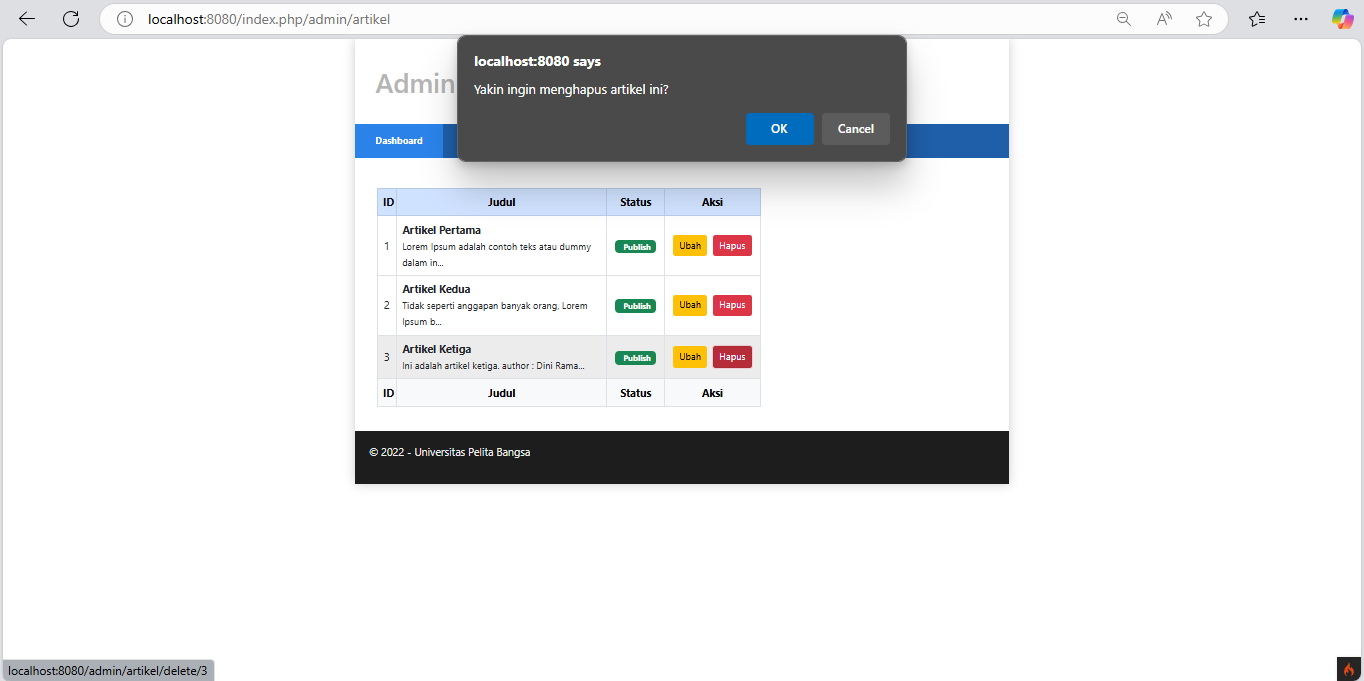 localhost:8080/index.php/admin/artikel
localhost:8080 says
Yakin ingin menghapus artikel ini?
OK Cancel
Admin
Dashboard
ID Judul Status Aksi
1 Artikel Pertama
Lorem Ipsum adalah contoh teks atau dummy
dalam in...
Publish Ubah Hapus
2 Artikel Kedua
Tidak seperti anggapan banyak orang, Lorem
Ipsum b...
Publish Ubah Hapus
3 Artikel Ketiga
Ini adalah artikel ketiga. author : Dini Rama...
Publish Ubah Hapus
ID Judul Status Aksi
© 2022 - Universitas Pelita Bangsa
localhost:8080/admin/artikel/delete/3